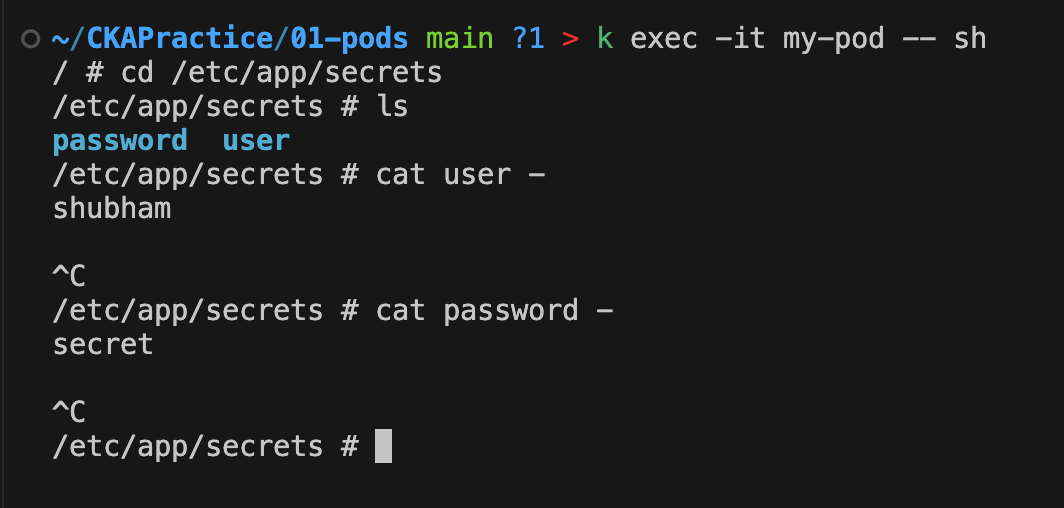 ~/CKAPractice/01-pods main ?1 > k exec -it my-pod -- sh
/ # cd /etc/app/secrets
/etc/app/secrets # ls
password  user
/etc/app/secrets # cat user -
shubham
^C
/etc/app/secrets # cat password -
secret
^C
/etc/app/secrets #